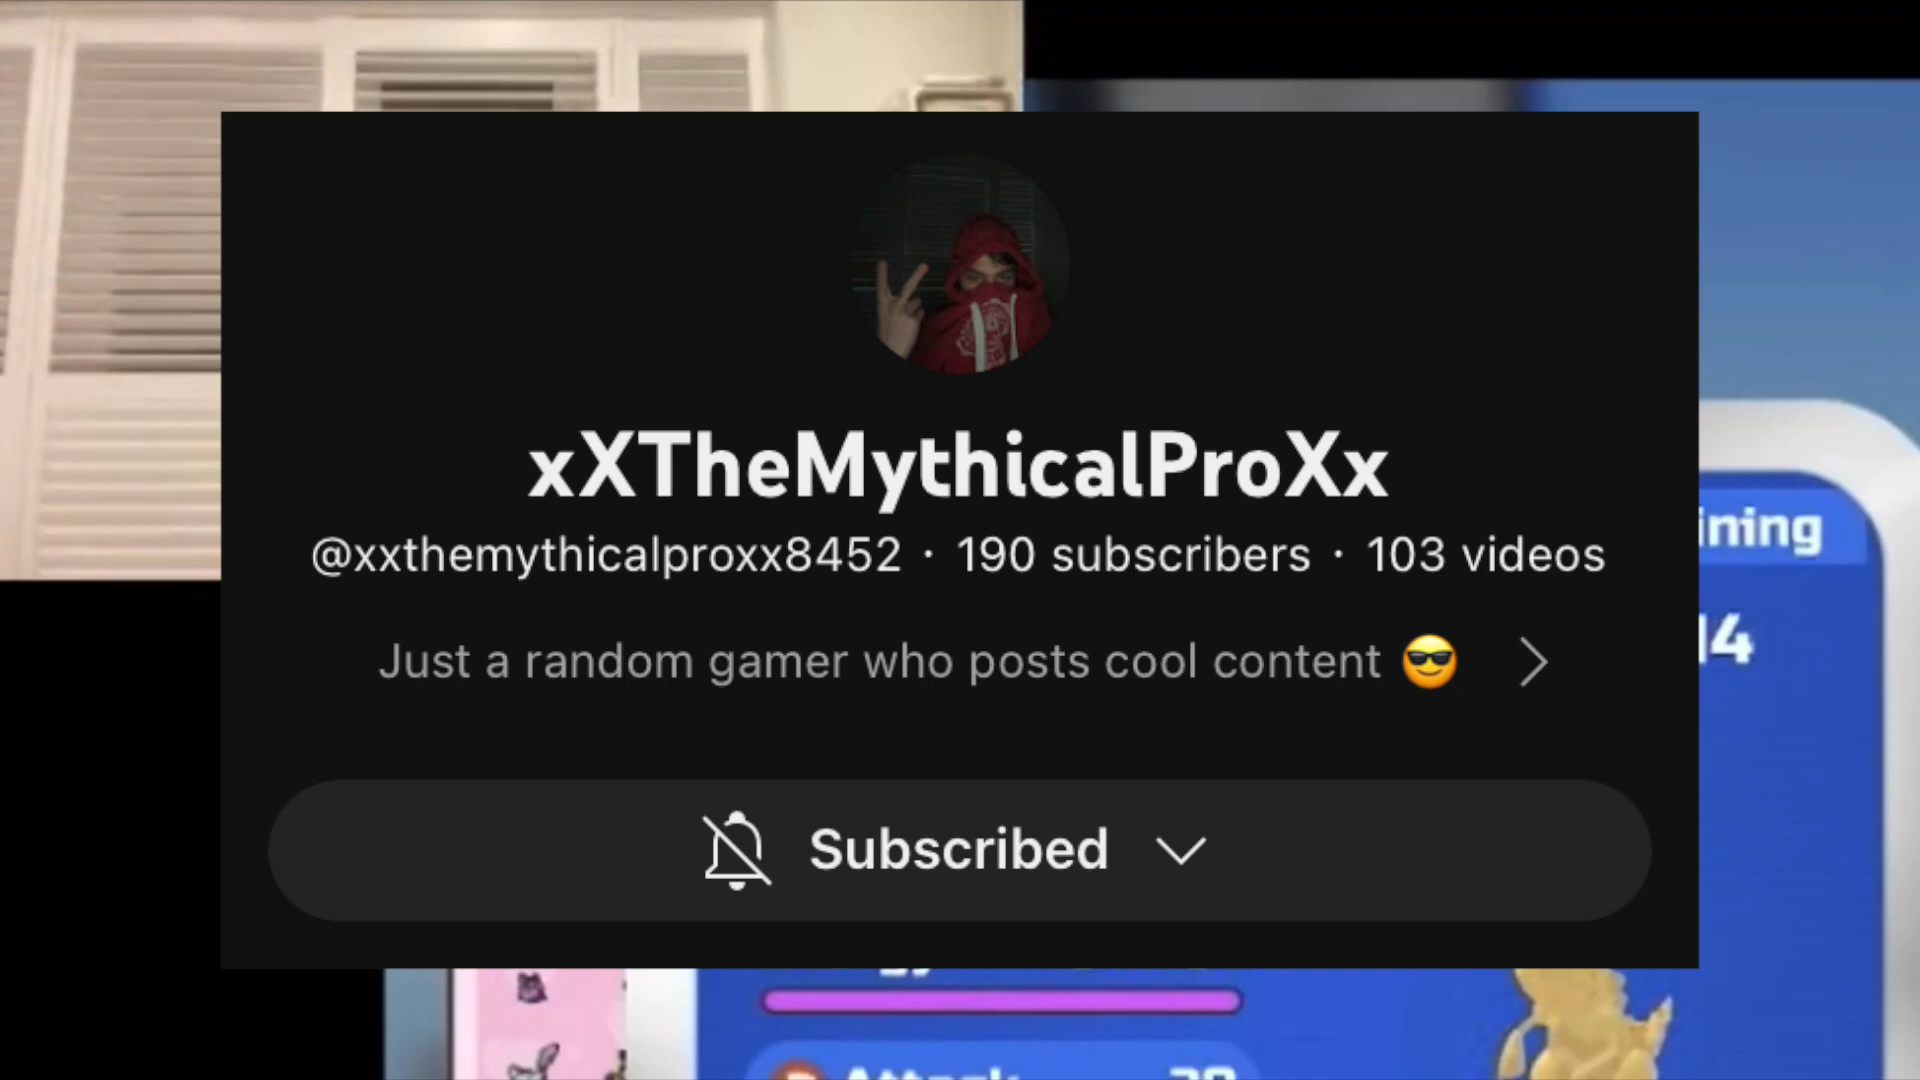 xXTheMythicalProXx
@xxthemythicalproxx8452 · 190 subscribers · 103 videos
ining
14
Just a random gamer who posts cool content 😎
Subscribed